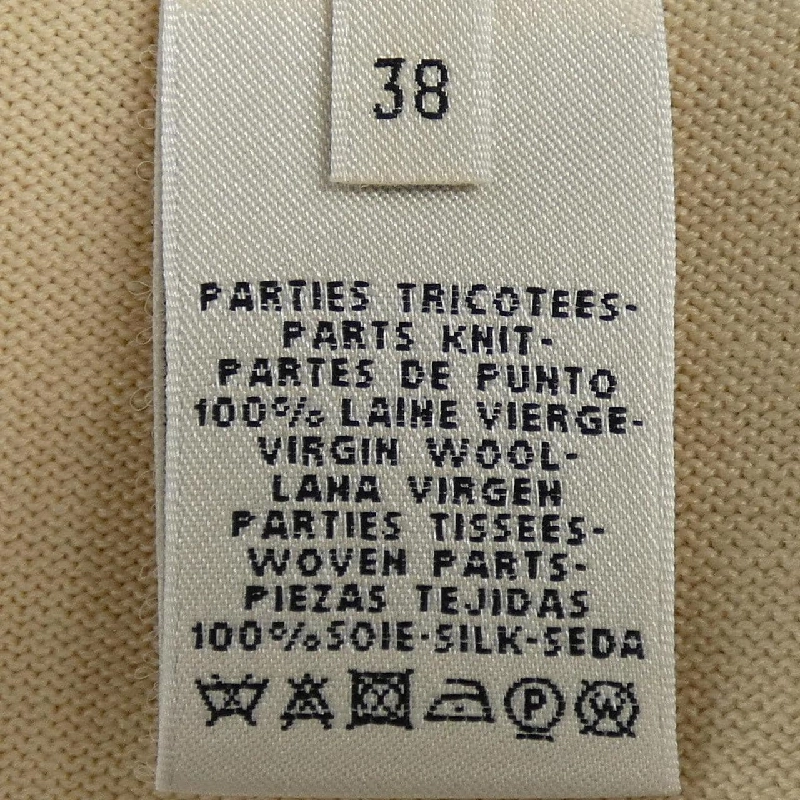 38
PARTIES TRICOTEES-
PARTS KNIT-
PARTES DE PUNTO
100% LAINE VIERGE-
VIRGIN WOOL-
LANA VIRGEN
PARTIES TISSEES-
WOVEN PARTS-
PIEZAS TEJIDAS
100% SOIE-SILK-SEDA
P W